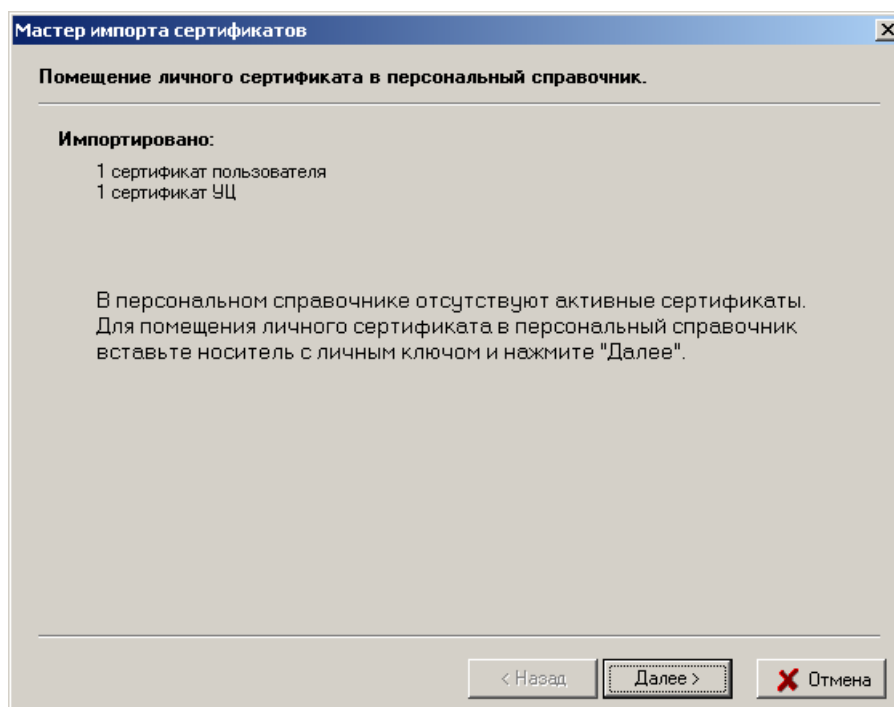 Мастер импорта сертификатов
Помещение личного сертификата в персональный справочник.
Импортировано:
1 сертификат пользователя
1 сертификат УЦ
В персональном справочнике отсутствуют активные сертификаты.
Для помещения личного сертификата в персональный справочник
вставьте носитель с личным ключом и нажмите "Далее".
< Назад
Далее >
Отмена